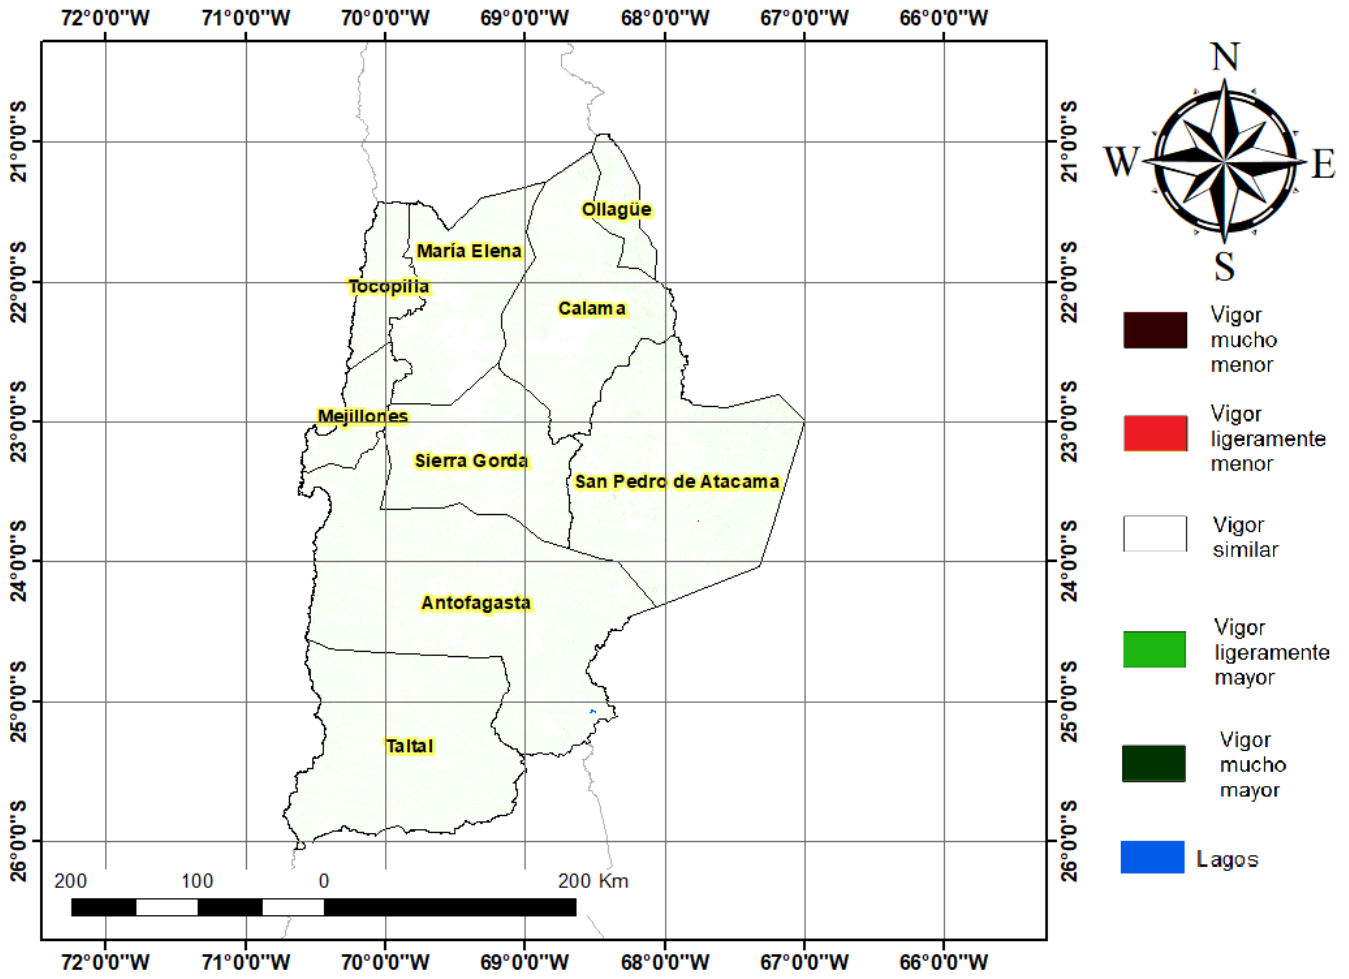 72°0'0"W 71°0'0"W 70°0'0"W 69°0'0"W 68°0'0"W 67°0'0"W 66°0'0"W
21°0'0"S
22°0'0"S
23°0'0"S
24°0'0"S
25°0'0"S
26°0'0"S
Ollagüe
María Elena
Tocopilla
Calama
Mejillones
Sierra Gorda
San Pedro de Atacama
Antofagasta
Taltal
200 100 0 200 Km
21°0'0"S
22°0'0"S
23°0'0"S
24°0'0"S
25°0'0"S
26°0'0"S
72°0'0"W 71°0'0"W 70°0'0"W 69°0'0"W 68°0'0"W 67°0'0"W 66°0'0"W
N
W E
S
Vigor
mucho
menor
Vigor
ligeramente
menor
Vigor
similar
Vigor
ligeramente
mayor
Vigor
mucho
mayor
Lagos